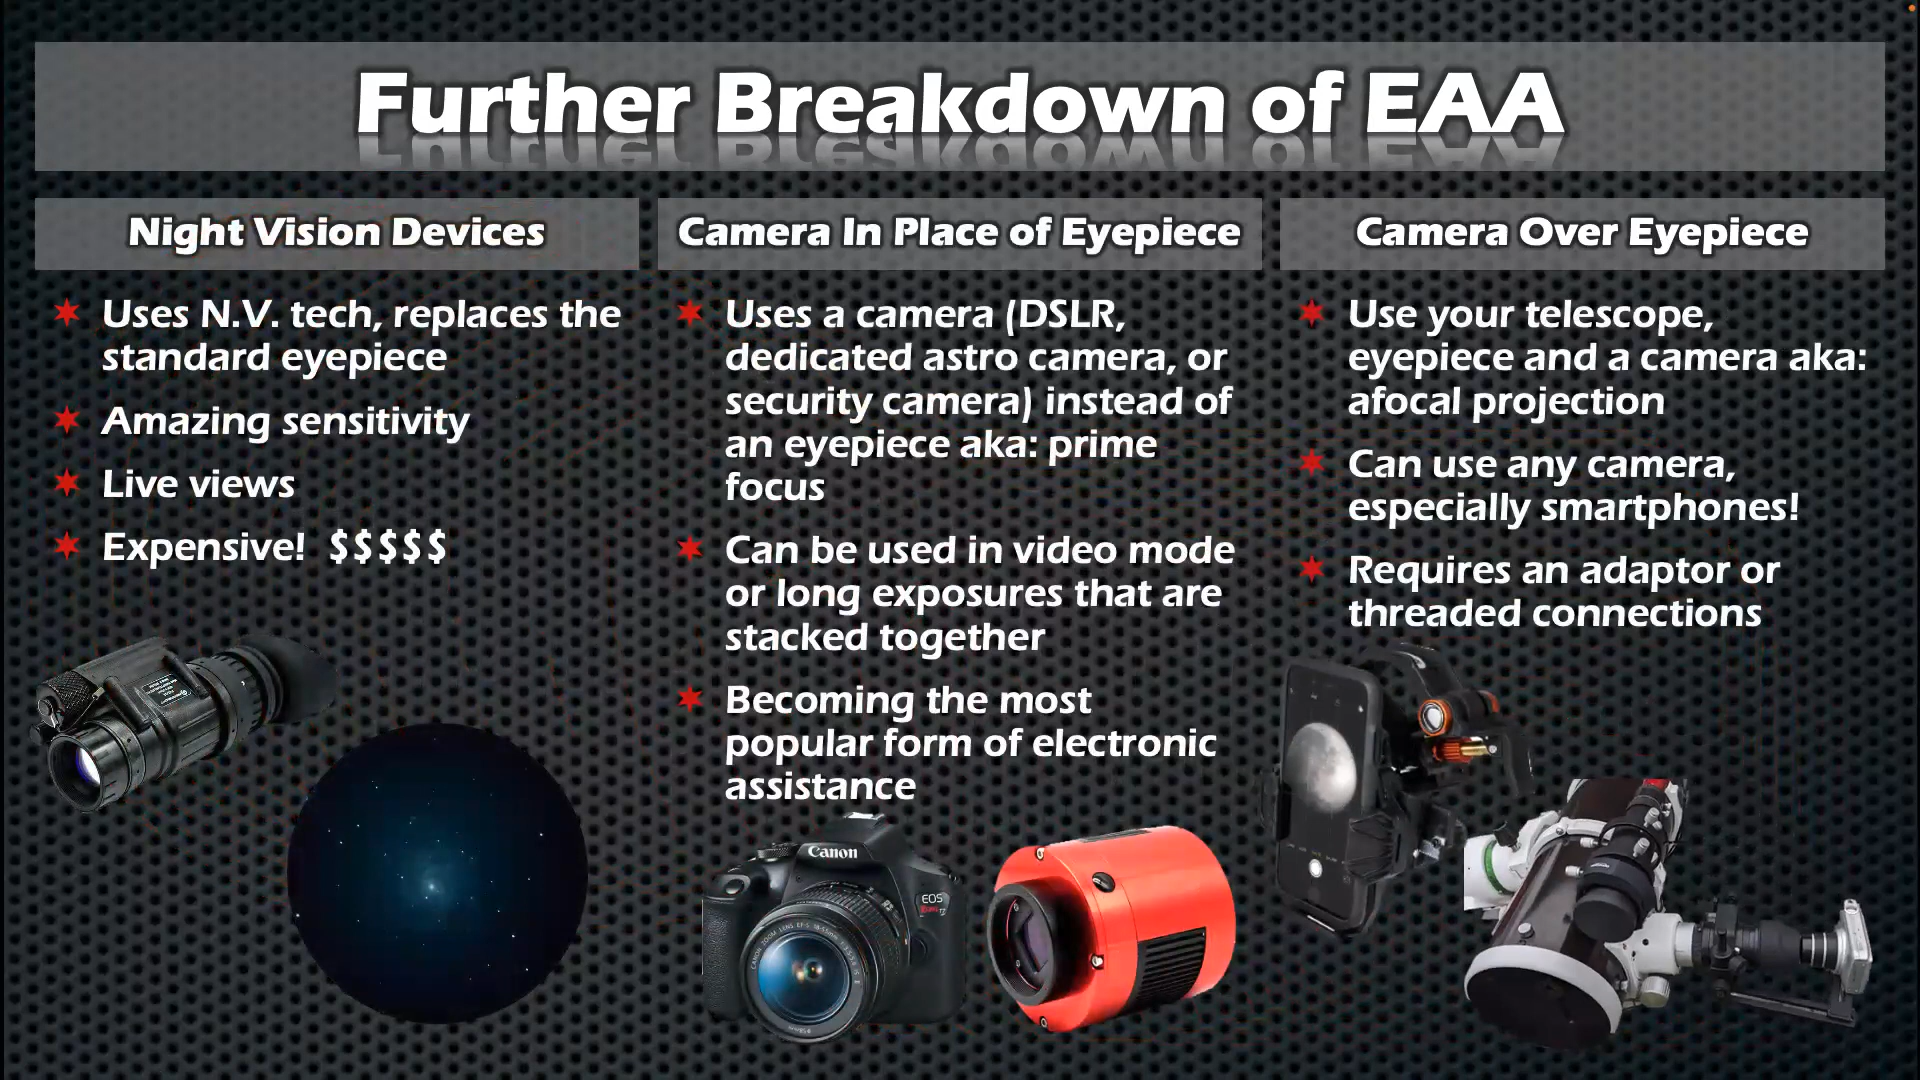 Further Breakdown of EAA
Night Vision Devices
Uses N.V. tech, replaces the
standard eyepiece
Amazing sensitivity
Live views
Expensive! $$$$$
Camera In Place of Eyepiece
Uses a camera (DSLR,
dedicated astro camera, or
security camera) instead of
an eyepiece aka: prime
focus
Can be used in video mode
or long exposures that are
stacked together
Becoming the most
popular form of electronic
assistance
Camera Over Eyepiece
Use your telescope,
eyepiece and a camera aka:
afocal projection
Can use any camera,
especially smartphones!
Requires an adaptor or
threaded connections
Canon
EOS